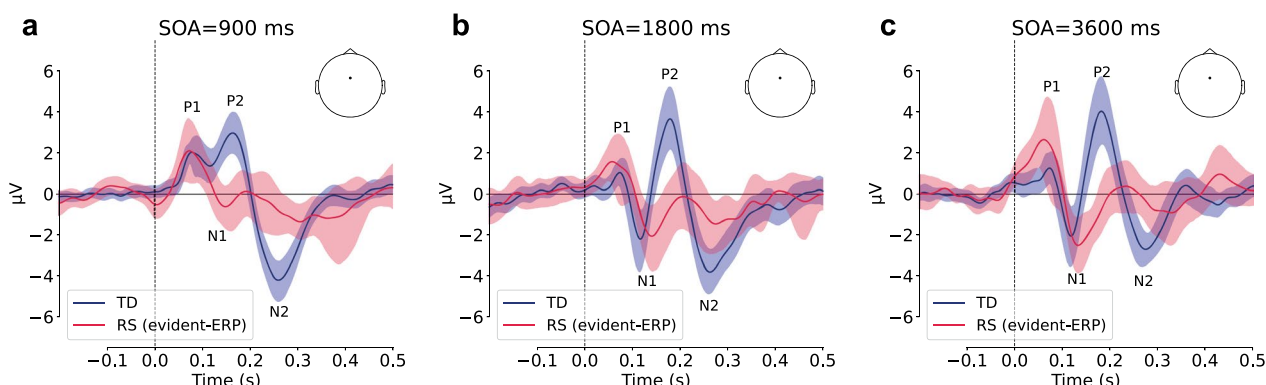 a
SOA=900 ms
6
4
2
0
−2
−4
−6
µV
P1
P2
N1
N2
TD
RS (evident-ERP)
−0.1 0.0 0.1 0.2 0.3 0.4 0.5
Time (s)
b
SOA=1800 ms
6
4
2
0
−2
−4
−6
µV
P1
P2
N1
N2
TD
RS (evident-ERP)
−0.1 0.0 0.1 0.2 0.3 0.4 0.5
Time (s)
c
SOA=3600 ms
6
4
2
0
−2
−4
−6
µV
P1
P2
N1
N2
TD
RS (evident-ERP)
−0.1 0.0 0.1 0.2 0.3 0.4 0.5
Time (s)